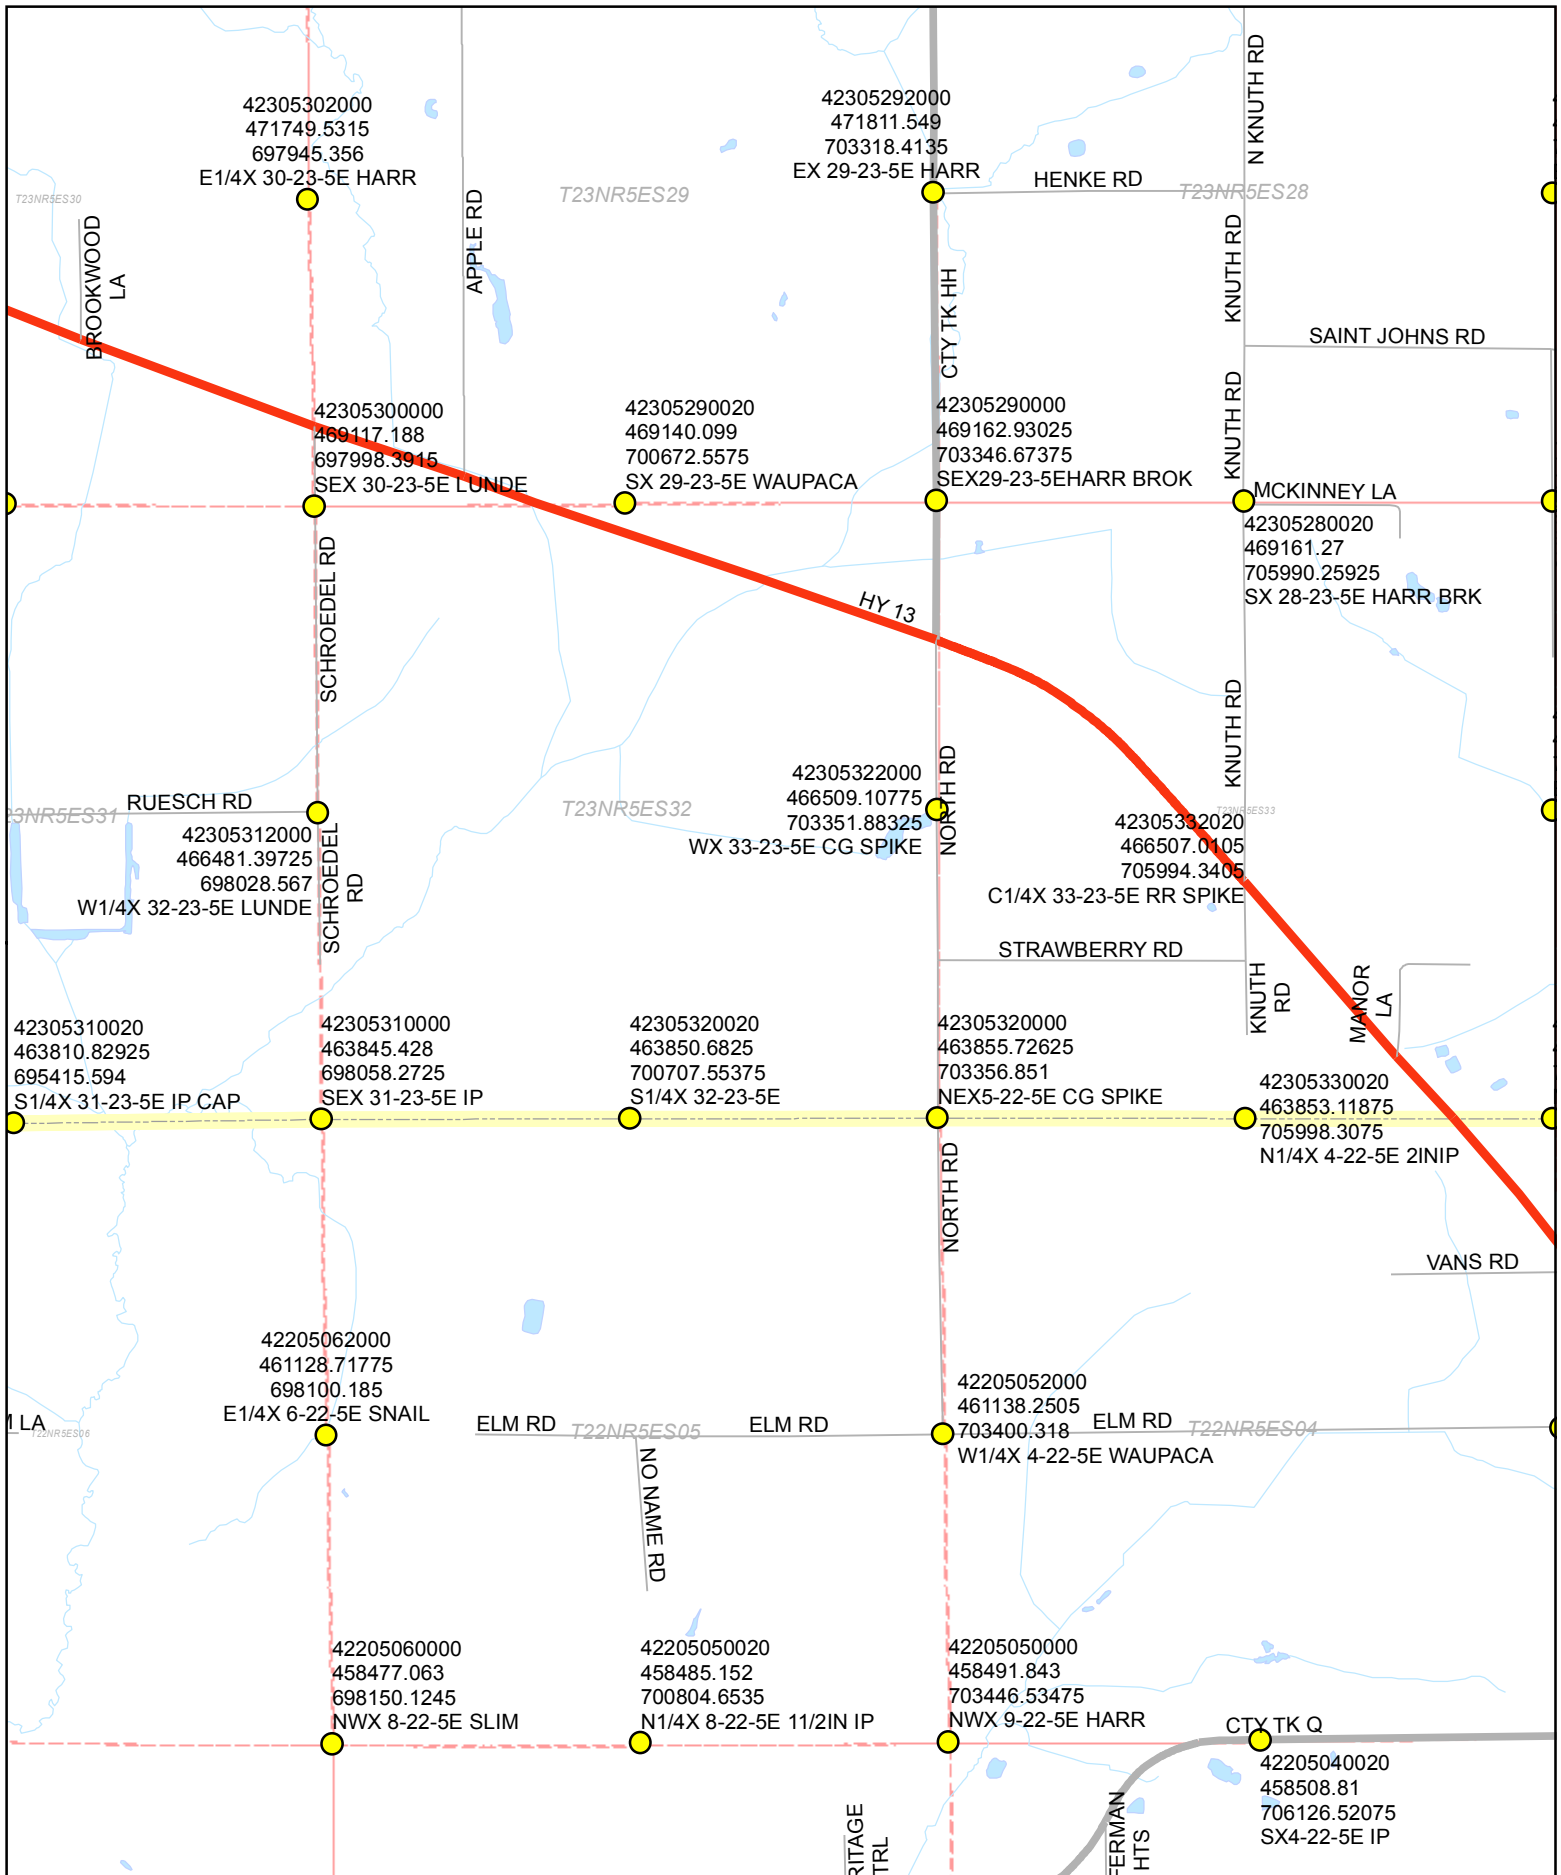 N KNUTH RD
42305302000
471749.5315
697945.356
E1/4X 30-23-5E HARR
42305292000
471811.549
703318.4135
EX 29-23-5E HARR
HENKE RD
T23NR5ES30
T23NR5ES29
T23NR5ES28
BROOKWOOD
LA
APPLE RD
CTY TK HH
KNUTH RD
SAINT JOHNS RD
KNUTH RD
42305300000
469117.188
697998.3915
SEX 30-23-5E LUNDE
42305290020
469140.099
700672.5575
SX 29-23-5E WAUPACA
42305290000
469162.93025
703346.67375
SEX29-23-5EHARR BROK
MCKINNEY LA
42305280020
469161.27
705990.25925
SX 28-23-5E HARR BRK
SCHROEDEL RD
HY 13
KNUTH RD
NORTH RD
RUESCH RD
23NR5ES31
T23NR5ES32
T23NR5ES33
42305322000
466509.10775
703351.88325
WX 33-23-5E CG SPIKE
42305312000
466481.39725
698028.567
W1/4X 32-23-5E LUNDE
SCHROEDEL
RD
42305332020
466507.0105
705994.3405
C1/4X 33-23-5E RR SPIKE
STRAWBERRY RD
KNUTH
RD
MANOR
LA
42305310020
463810.82925
695415.594
S1/4X 31-23-5E IP CAP
42305310000
463845.428
698058.2725
SEX 31-23-5E IP
42305320020
463850.6825
700707.55375
S1/4X 32-23-5E
42305320000
463855.72625
703356.851
NEX5-22-5E CG SPIKE
42305330020
463853.11875
705998.3075
N1/4X 4-22-5E 2INIP
NORTH RD
VANS RD
42205062000
461128.71775
698100.185
E1/4X 6-22-5E SNAIL
42205052000
461138.2505
703400.318
W1/4X 4-22-5E WAUPACA
LA
T22NR5ES06
ELM RD
T22NR5ES05
ELM RD
ELM RD
T22NR5ES04
NO NAME RD
42205060000
458477.063
698150.1245
NWX 8-22-5E SLIM
42205050020
458485.152
700804.6535
N1/4X 8-22-5E 11/2IN IP
42205050000
458491.843
703446.53475
NWX 9-22-5E HARR
CTY TK Q
42205040020
458508.81
706126.52075
SX4-22-5E IP
RITAGE
TRL
FERMAN
HTS